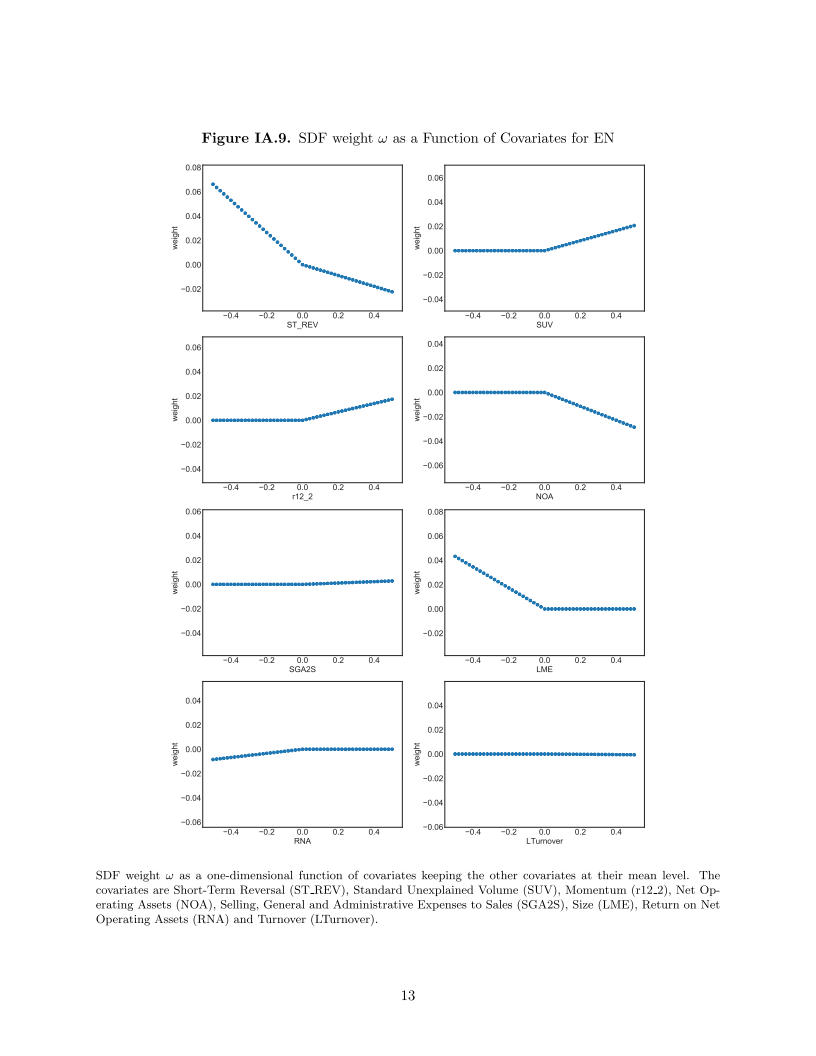 Figure IA.9. SDF weight ω as a Function of Covariates for EN
0.08
0.06
0.04
0.02
0.00
−0.02
weight
−0.4 −0.2 0.0 0.2 0.4
ST_REV
0.06
0.04
0.02
0.00
−0.02
−0.04
weight
−0.4 −0.2 0.0 0.2 0.4
SUV
0.06
0.04
0.02
0.00
−0.02
−0.04
weight
−0.4 −0.2 0.0 0.2 0.4
r12_2
0.04
0.02
0.00
−0.02
−0.04
−0.06
weight
−0.4 −0.2 0.0 0.2 0.4
NOA
0.06
0.04
0.02
0.00
−0.02
−0.04
weight
−0.4 −0.2 0.0 0.2 0.4
SGA2S
0.08
0.06
0.04
0.02
0.00
−0.02
weight
−0.4 −0.2 0.0 0.2 0.4
LME
0.04
0.02
0.00
−0.02
−0.04
−0.06
weight
−0.4 −0.2 0.0 0.2 0.4
RNA
0.04
0.02
0.00
−0.02
−0.04
−0.06
weight
−0.4 −0.2 0.0 0.2 0.4
LTurnover
SDF weight ω as a one-dimensional function of covariates keeping the other covariates at their mean level. The
covariates are Short-Term Reversal (ST_REV), Standard Unexplained Volume (SUV), Momentum (r12_2), Net Op-
erating Assets (NOA), Selling, General and Administrative Expenses to Sales (SGA2S), Size (LME), Return on Net
Operating Assets (RNA) and Turnover (LTurnover).
13